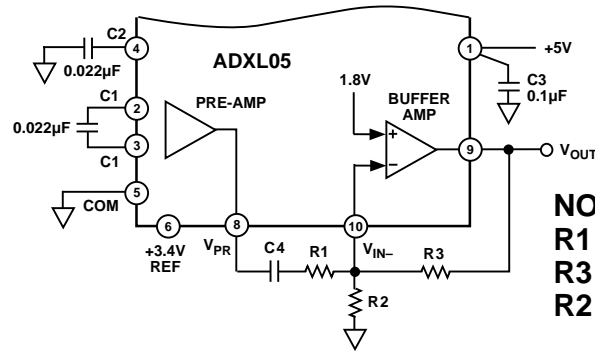 C2
4
0.022µF
ADXL05
1
+5V
C3
0.1µF
C1
2
0.022µF
3
C1
PRE-AMP
1.8V
BUFFER
AMP
+
−
9
VOUT
5
COM
6
+3.4V
REF
8
VPR
10
VIN–
C4
R1
R3
R2
NO
R1
R3
R2